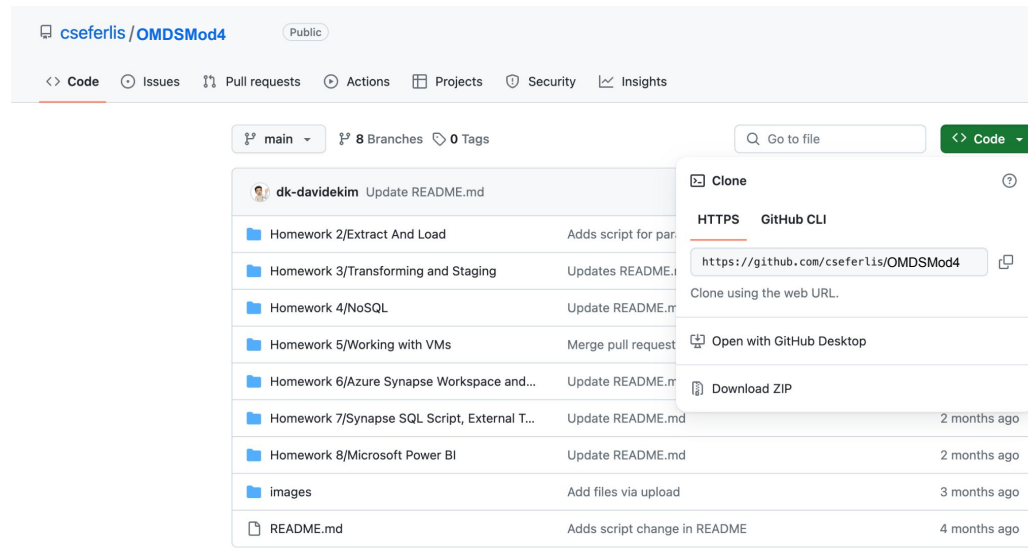 cseferlis / OMDSMod4 Public
<> Code Issues Pull requests Actions Projects Security Insights
main 8 Branches 0 Tags Go to file <> Code
dk-davidekim Update README.md
Clone
HTTPS GitHub CLI
https://github.com/cseferlis/OMDSMod4
Clone using the web URL.
Open with GitHub Desktop
Download ZIP
Homework 2/Extract And Load Adds script for par
Homework 3/Transforming and Staging Updates README.
Homework 4/NoSQL Update README.m
Homework 5/Working with VMs Merge pull request
Homework 6/Azure Synapse Workspace and... Update README.m
Homework 7/Synapse SQL Script, External T... Update README.md 2 months ago
Homework 8/Microsoft Power BI Update README.md 2 months ago
images Add files via upload 3 months ago
README.md Adds script change in README 4 months ago